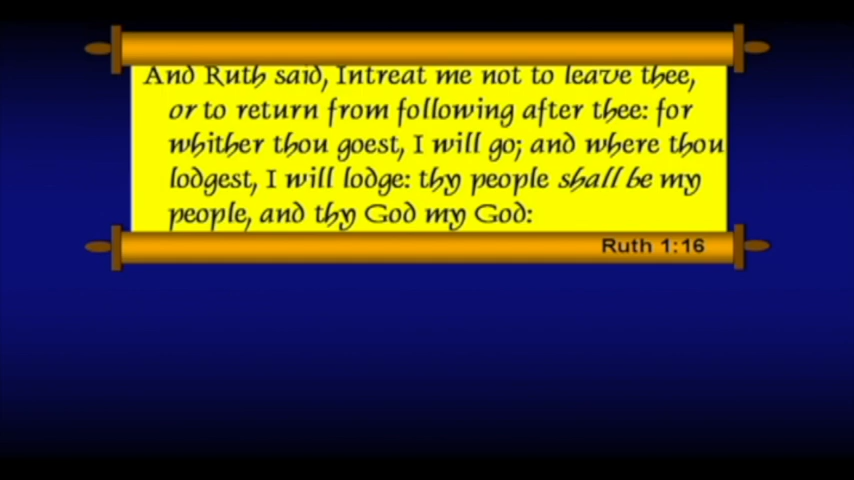 And Ruth said, Intreat me not to leave thee,
or to return from following after thee: for
whither thou goest, I will go; and where thou
lodgest, I will lodge: thy people shall be my
people, and thy God my God:
Ruth 1:16